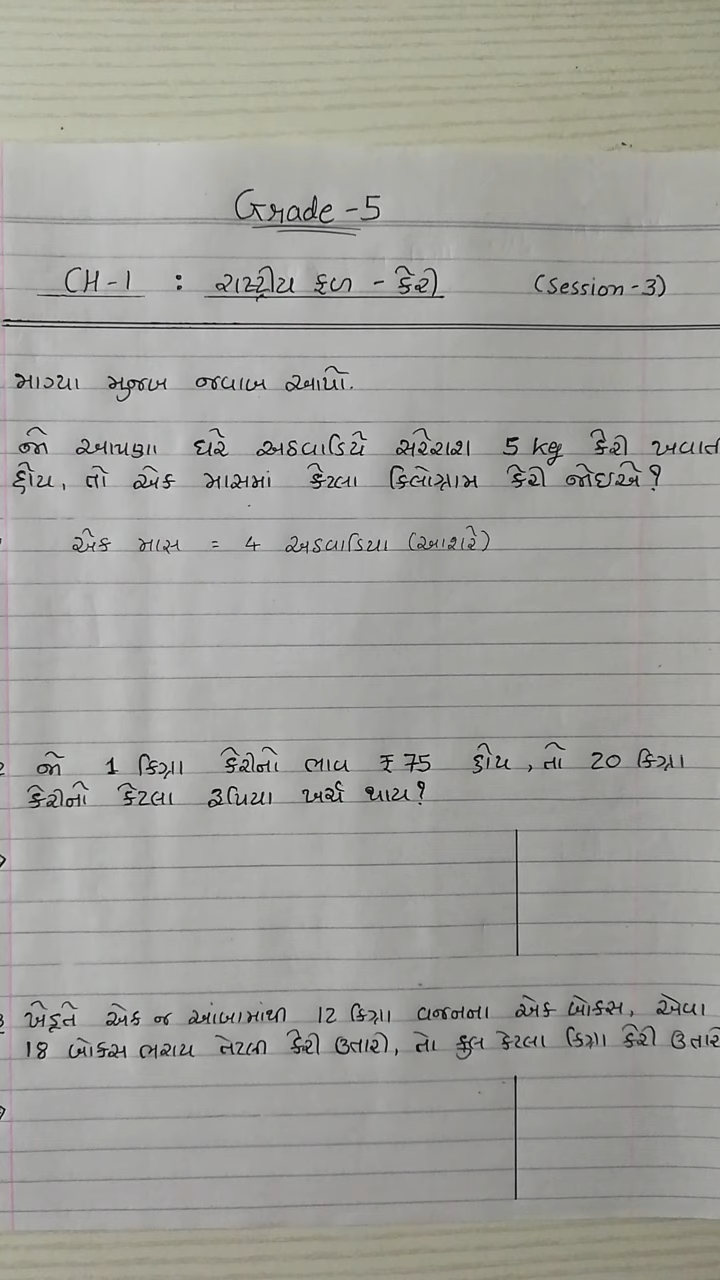 Grade -5
CH-1 : રાષ્ટ્રીય ફળ - કેરી (Session-3)
માગ્યા મુજબ જવાબ આપો.
જો આપણા ઘરે અઠવાડિયે સરેરાશ 5 kg કેરી ખવાત
હોય, તો એક માસમાં કેટલા કિલોગ્રામ કેરી જોઇએ?
એક માસ = 4 અઠવાડિયા (આશરે)
2 જો 1 કિગ્રા કેરીનો ભાવ ₹ 75 હોય, તો 20 કિગ્રા
કેરીનો કેટલા રૂપિયા ખર્ચ થાય?
3 ખેડૂતે એક જ આંબામાંથી 12 કિગ્રા વજનના એક બોક્સ, એવા
18 બોક્સ ભરાય તેટલી કેરી ઉતારી, તો કુલ કેટલા કિગ્રા કેરી ઉતારી